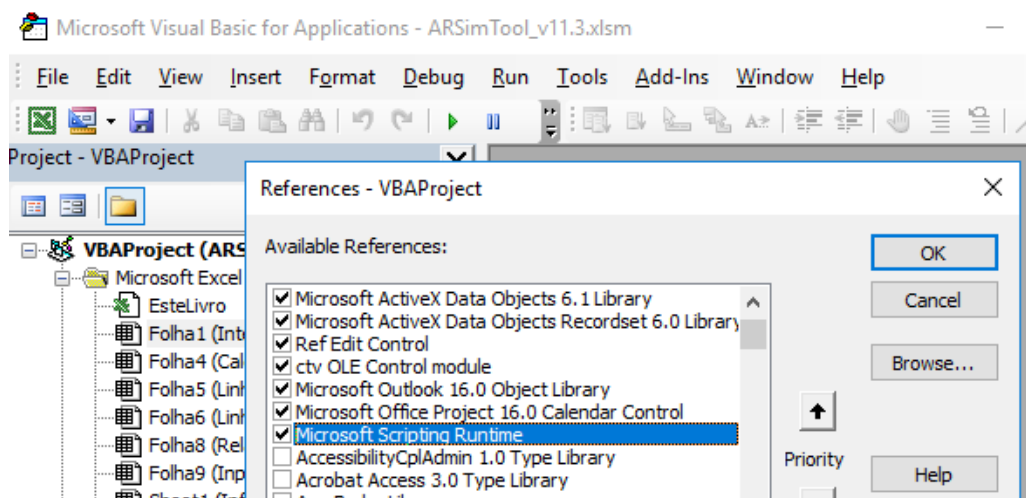 Microsoft Visual Basic for Applications - ARSimTool_v11.3.xlsm
File Edit View Insert Format Debug Run Tools Add-Ins Window Help
Project - VBAProject
References - VBAProject
VBAProject (ARS
Microsoft Excel
EsteLivro
Folha1 (Inte
Folha4 (Cal
Folha5 (Linh
Folha6 (Linh
Folha8 (Rel
Folha9 (Inp
Available References:
Microsoft ActiveX Data Objects 6.1 Library
Microsoft ActiveX Data Objects Recordset 6.0 Library
Ref Edit Control
ctv OLE Control module
Microsoft Outlook 16.0 Object Library
Microsoft Office Project 16.0 Calendar Control
Microsoft Scripting Runtime
AccessibilityCplAdmin 1.0 Type Library
Acrobat Access 3.0 Type Library
OK
Cancel
Browse...
Priority
Help